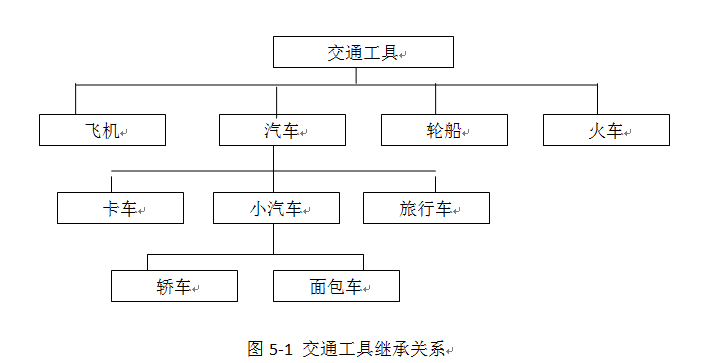 交通工具
飞机 汽车 轮船 火车
卡车 小汽车 旅行车
轿车 面包车
图 5-1 交通工具继承关系